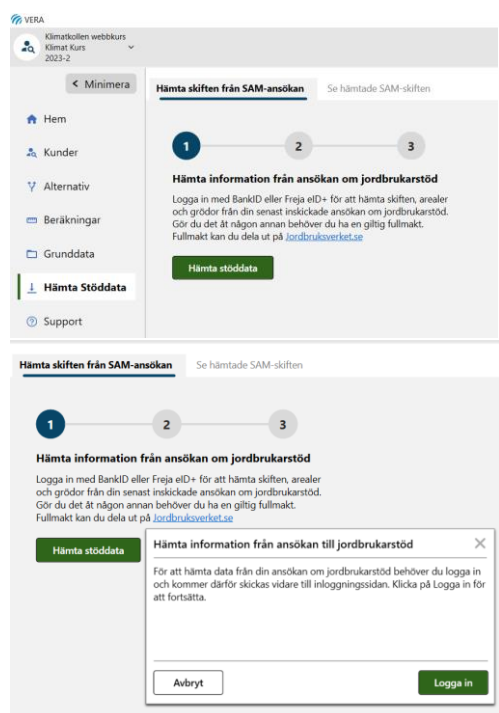 VERA
Klimatkollen webbkurs
Klimat Kurs
2023-2
Minimera
Hem
Kunder
Alternativ
Beräkningar
Grunddata
Hämta Stöddata
Support
Hämta skiften från SAM-ansökan
Se hämtade SAM-skiften
1 2 3
Hämta information från ansökan om jordbrukarstöd
Logga in med BankID eller Freja eID+ för att hämta skiften, arealer
och grödor från din senast inskickade ansökan om jordbrukarstöd.
Gör du det åt någon annan behöver du ha en giltig fullmakt.
Fullmakt kan du dela ut på Jordbruksverket.se
Hämta stöddata
Hämta skiften från SAM-ansökan
Se hämtade SAM-skiften
1 2 3
Hämta information från ansökan om jordbrukarstöd
Logga in med BankID eller Freja eID+ för att hämta skiften, arealer
och grödor från din senast inskickade ansökan om jordbrukarstöd.
Gör du det åt någon annan behöver du ha en giltig fullmakt.
Fullmakt kan du dela ut på Jordbruksverket.se
Hämta stöddata
Hämta information från ansökan till jordbrukarstöd
För att hämta data från din ansökan om jordbrukarstöd behöver du logga in
och kommer därför skickas vidare till inloggningssidan. Klicka på Logga in för
att fortsätta.
Avbryt
Logga in